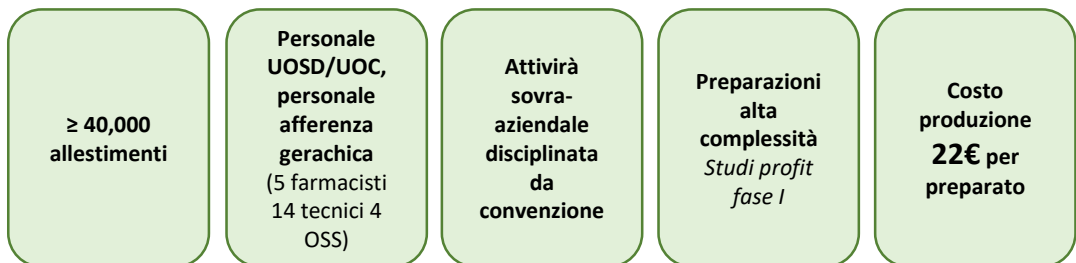 ≥ 40,000
allestimenti
Personale
UOSD/UOC,
personale
afferenza
gerachica
(5 farmacisti
14 tecnici 4
OSS)
Attivirà
sovra-
aziendale
disciplinata
da
convenzione
Preparazioni
alta
complessità
Studi profit
fase I
Costo
produzione
22€ per
preparato